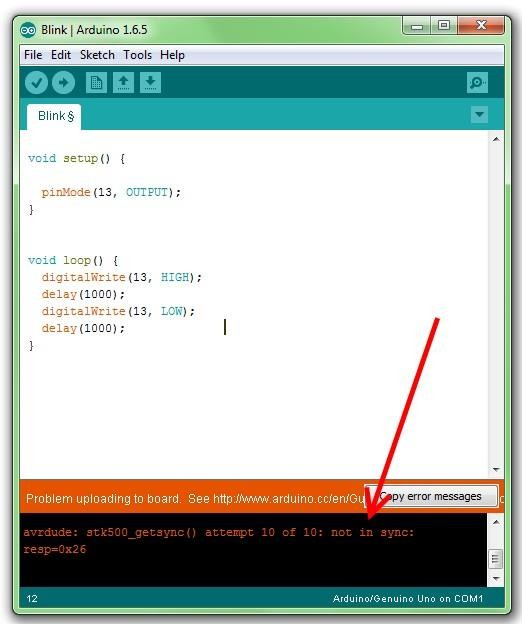 Blink | Arduino 1.6.5
File Edit Sketch Tools Help
Blink §
void setup() {
pinMode(13, OUTPUT);
}
void loop() {
digitalWrite(13, HIGH);
delay(1000);
digitalWrite(13, LOW);
delay(1000);
}
Problem uploading to board. See http://www.arduino.cc/en/Gu Copy error messages
avrdude: stk500_getsync() attempt 10 of 10: not in sync:
resp=0x26
12 Arduino/Genuino Uno on COM1